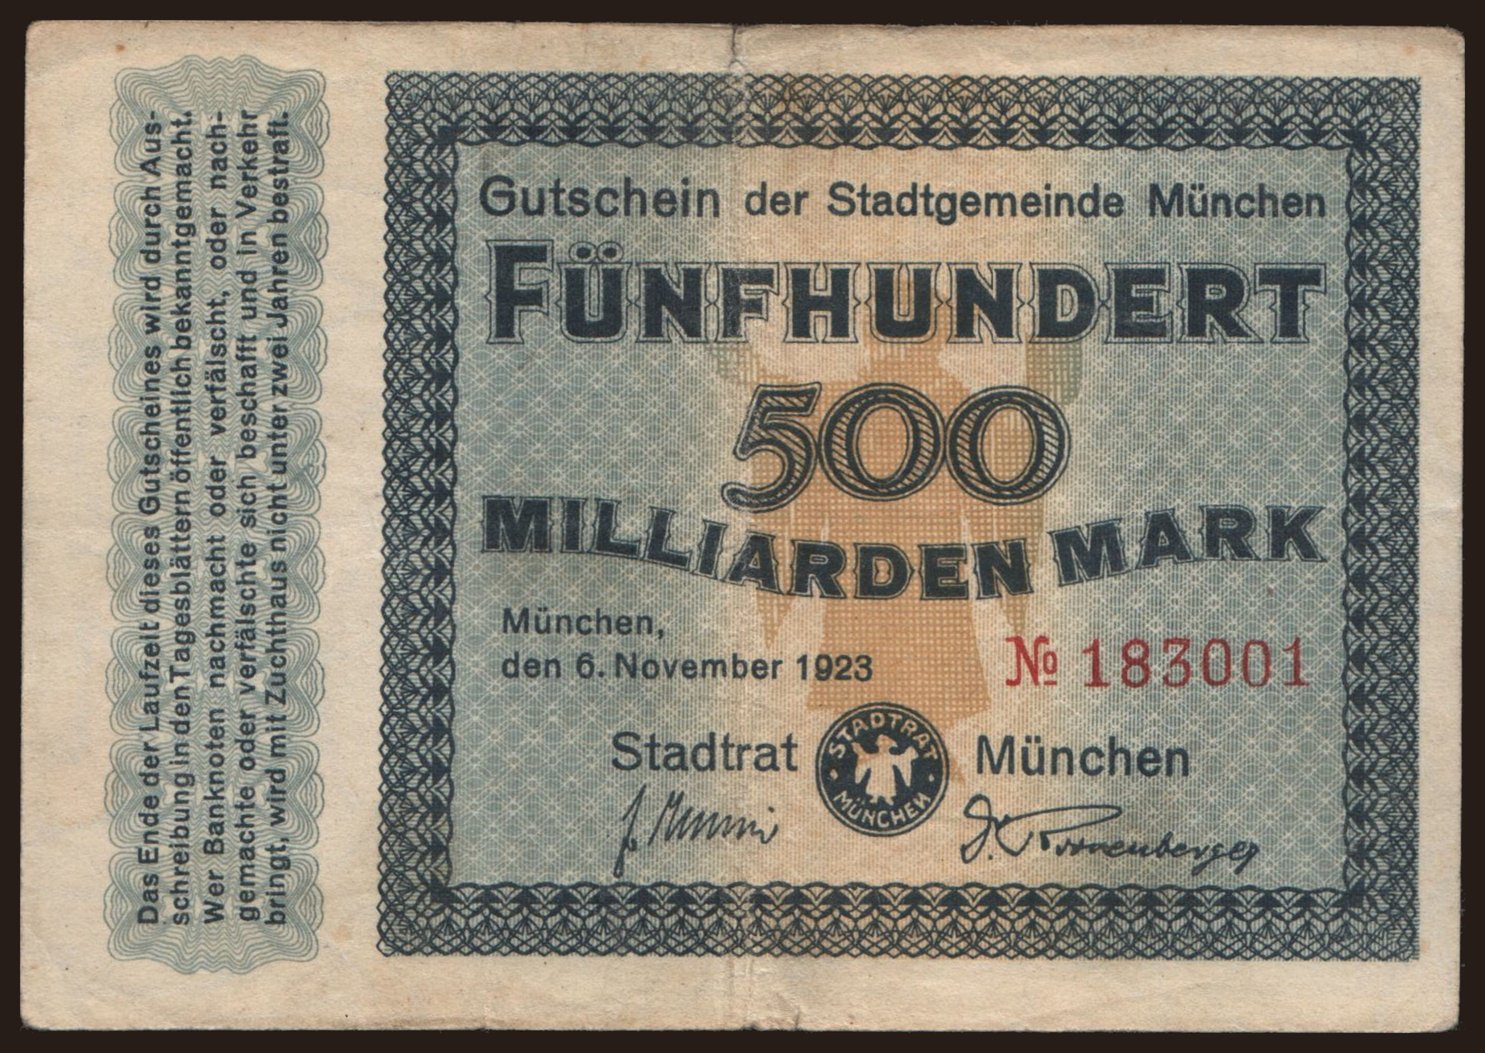 Das Ende der Laufzeit dieses Gutscheines wird durch Aus-
schreibung in den Tagesblättern öffentlich bekanntgemacht.
Wer Banknoten nachmacht oder verfälscht, oder nach-
gemachte oder verfälschte sich beschafft und in Verkehr
bringt, wird mit Zuchthaus nicht unter zwei Jahren bestraft.
Gutschein der Stadtgemeinde München
FÜNFHUNDERT
500
MILLIARDEN MARK
München,
den 6. November 1923
№ 183001
Stadtrat München
STADTRAT
MÜNCHEN